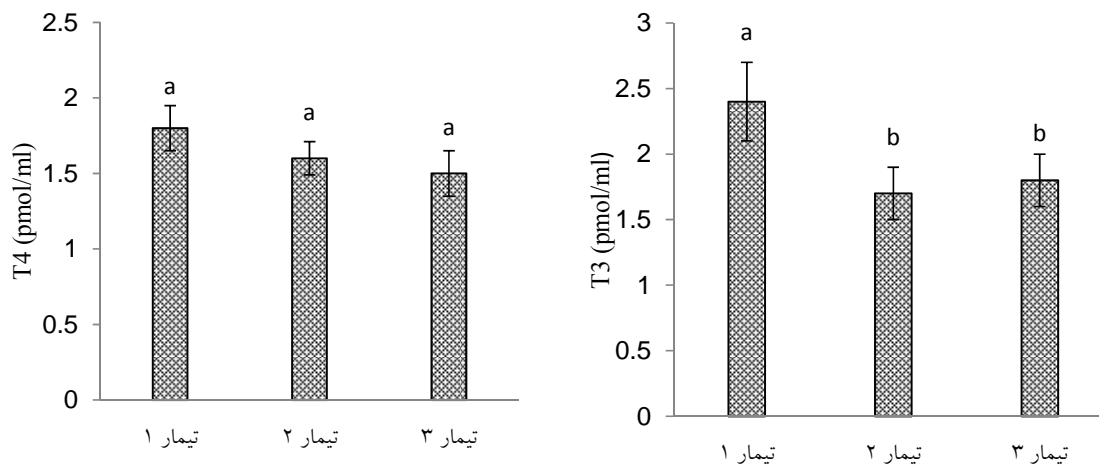 T4 (pmol/ml)
2.5
2
1.5
1
0.5
0
a
a
a
تیمار ۱
تیمار ۲
تیمار ۳
T3 (pmol/ml)
3
2.5
2
1.5
1
0.5
0
a
b
b
تیمار ۱
تیمار ۲
تیمار ۳